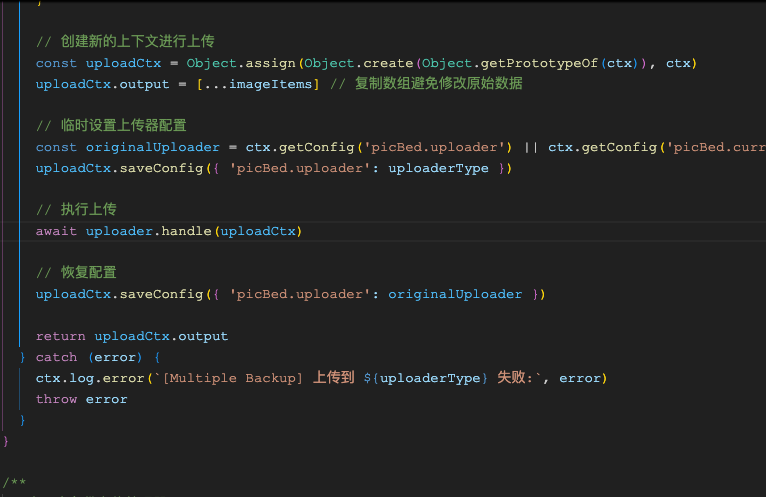 }
// 创建新的上下文进行上传
const uploadCtx = Object.assign(Object.create(Object.getPrototypeOf(ctx)), ctx)
uploadCtx.output = [...imageItems] // 复制数组避免修改原始数据
// 临时设置上传器配置
const originalUploader = ctx.getConfig('picBed.uploader') || ctx.getConfig('picBed.curr
uploadCtx.saveConfig({ 'picBed.uploader': uploaderType })
// 执行上传
await uploader.handle(uploadCtx)
// 恢复配置
uploadCtx.saveConfig({ 'picBed.uploader': originalUploader })
return uploadCtx.output
} catch (error) {
ctx.log.error(`[Multiple Backup] 上传到 ${uploaderType} 失败:`, error)
throw error
}
}
/**